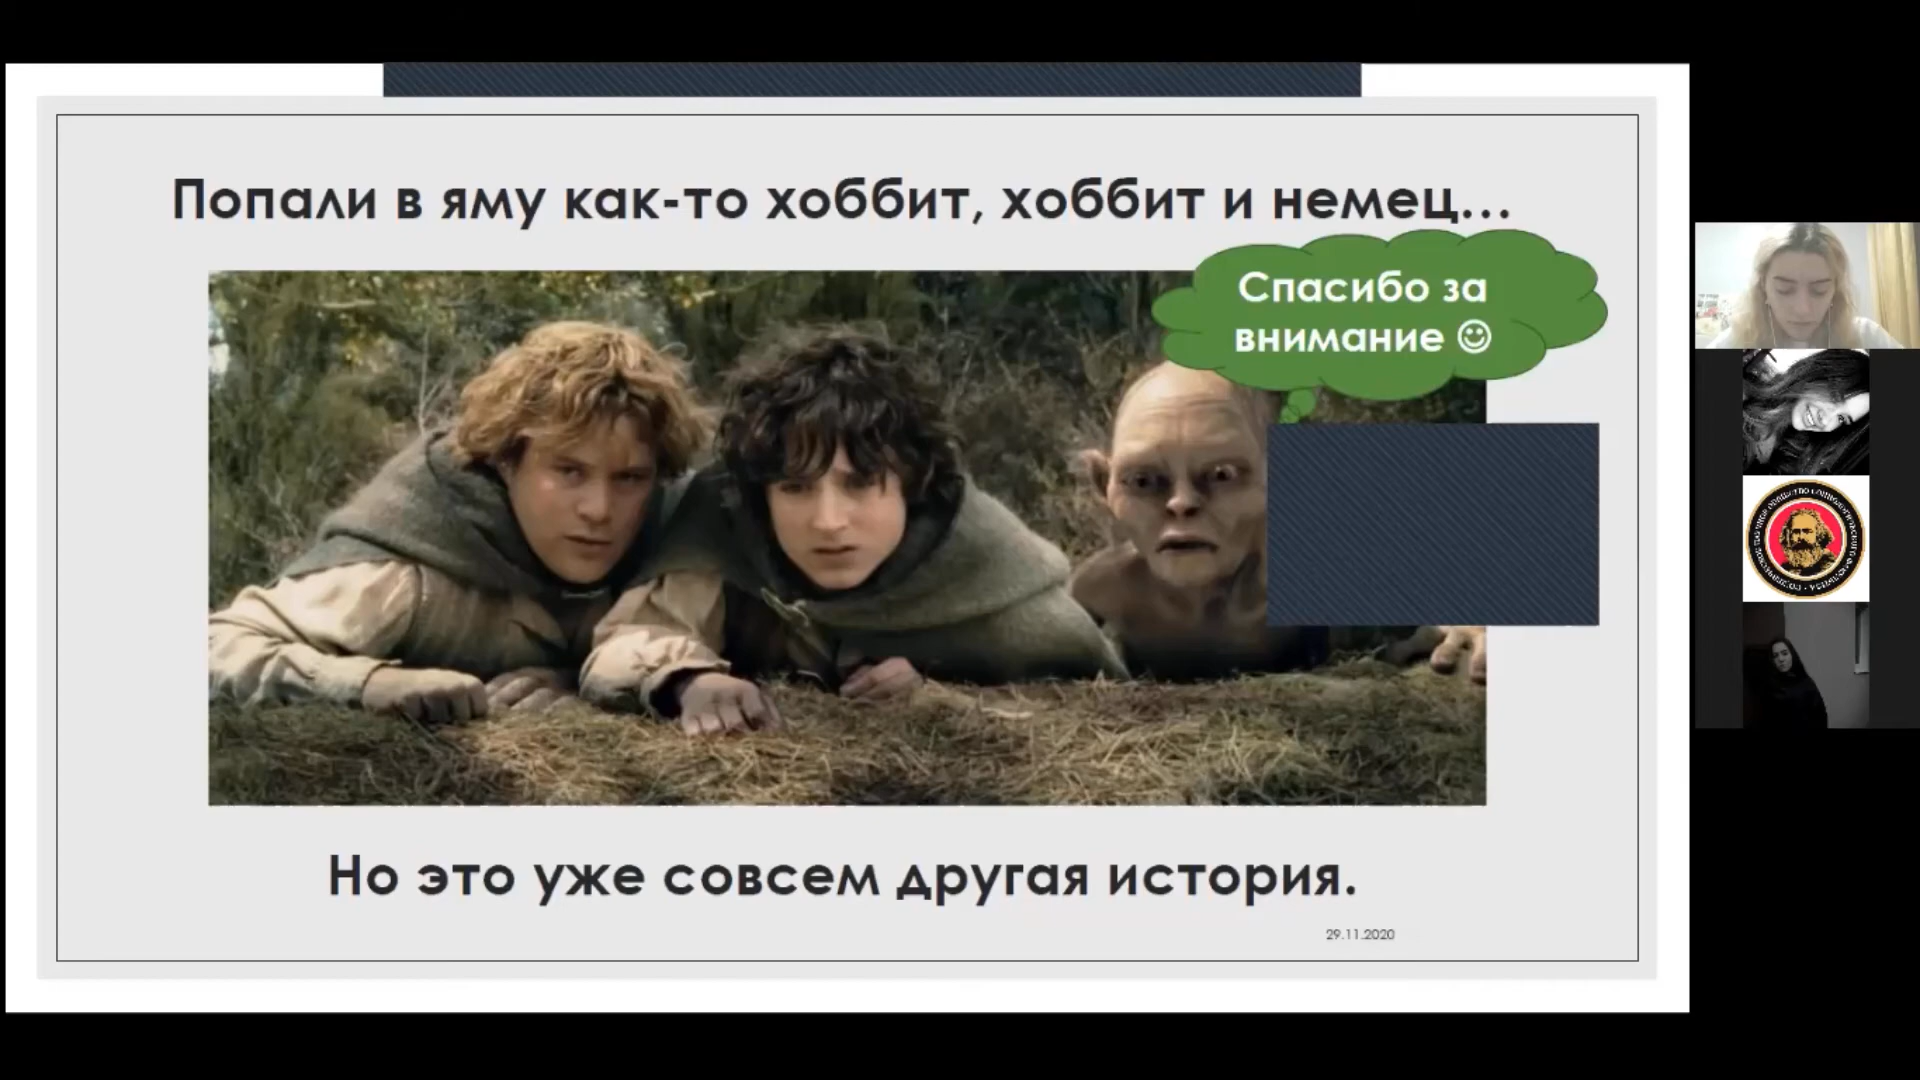 Попали в яму как-то хоббит, хоббит и немец...
Спасибо за
внимание ☺
Но это уже совсем другая история.
29.11.2020